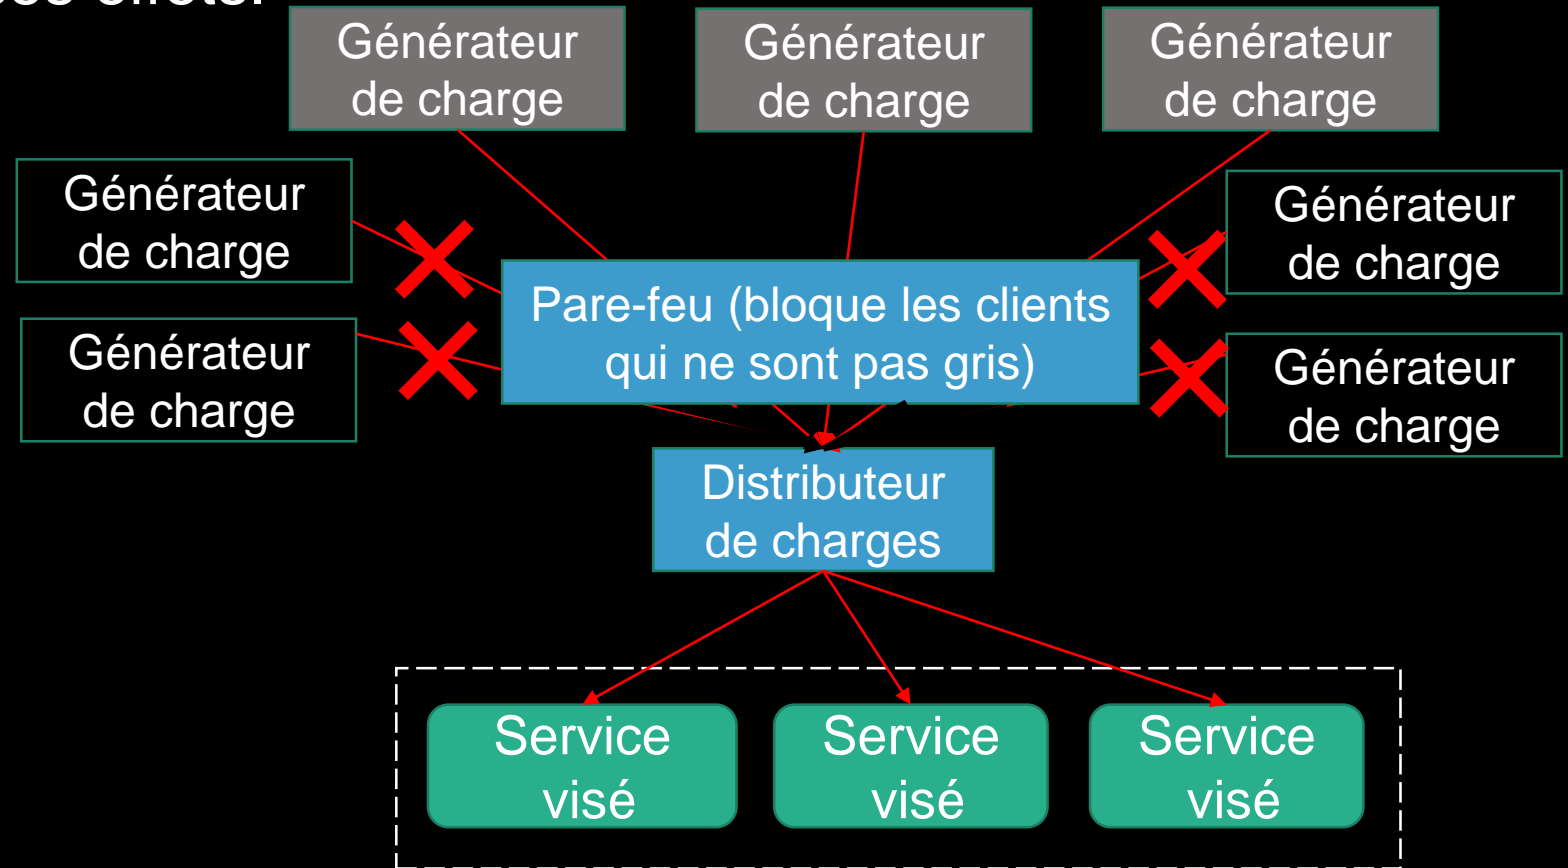 Générateur
de charge
Générateur
de charge
Générateur
de charge
Générateur
de charge
Générateur
de charge
Générateur
de charge
Générateur
de charge
Pare-feu (bloque les clients
qui ne sont pas gris)
Distributeur
de charges
Service
visé
Service
visé
Service
visé